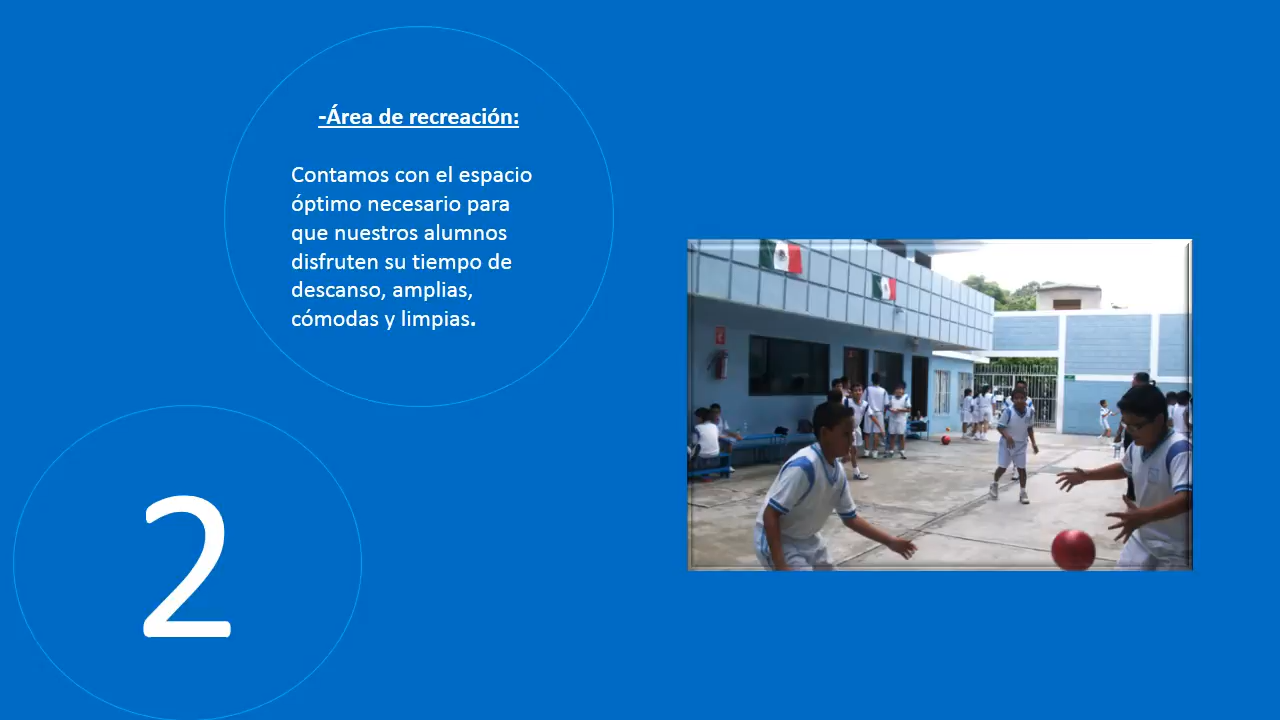 -Área de recreación:
Contamos con el espacio
óptimo necesario para
que nuestros alumnos
disfruten su tiempo de
descanso, amplias,
cómodas y limpias.
2